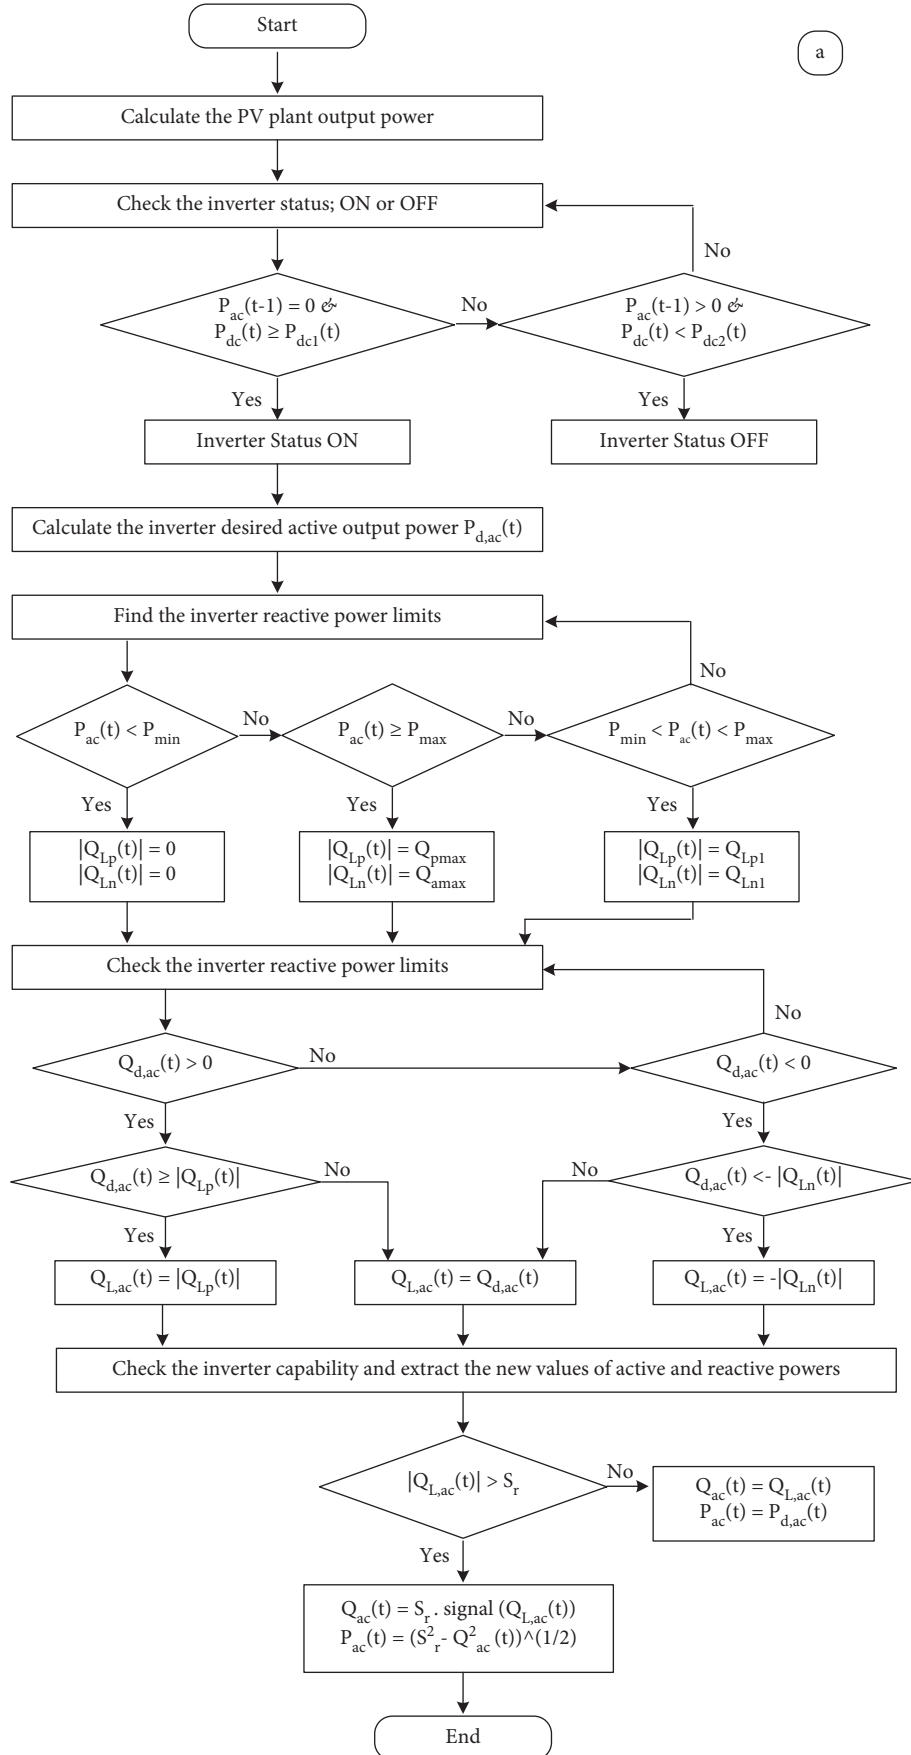 Start
a
Calculate the PV plant output power
Check the inverter status; ON or OFF
No
P_ac(t-1) = 0 &
P_dc(t) ≥ P_dc1(t)
No
P_ac(t-1) > 0 &
P_dc(t) < P_dc2(t)
Yes
Yes
Inverter Status ON
Inverter Status OFF
Calculate the inverter desired active output power P_d,ac(t)
Find the inverter reactive power limits
No
P_ac(t) < P_min
No
P_ac(t) ≥ P_max
No
P_min < P_ac(t) < P_max
Yes
Yes
Yes
|Q_Lp(t)| = 0
|Q_Ln(t)| = 0
|Q_Lp(t)| = Q_pmax
|Q_Ln(t)| = Q_amax
|Q_Lp(t)| = Q_Lp1
|Q_Ln(t)| = Q_Ln1
Check the inverter reactive power limits
No
Q_d,ac(t) > 0
No
Q_d,ac(t) < 0
Yes
Yes
Q_d,ac(t) ≥ |Q_Lp(t)|
No
No
Q_d,ac(t) <- |Q_Ln(t)|
Yes
Yes
Q_L,ac(t) = |Q_Lp(t)|
Q_L,ac(t) = Q_d,ac(t)
Q_L,ac(t) = -|Q_Ln(t)|
Check the inverter capability and extract the new values of active and reactive powers
|Q_L,ac(t)| > S_r
No
Q_ac(t) = Q_L,ac(t)
P_ac(t) = P_d,ac(t)
Yes
Q_ac(t) = S_r . signal (Q_L,ac(t))
P_ac(t) = (S²_r - Q²_ac (t))^(1/2)
End